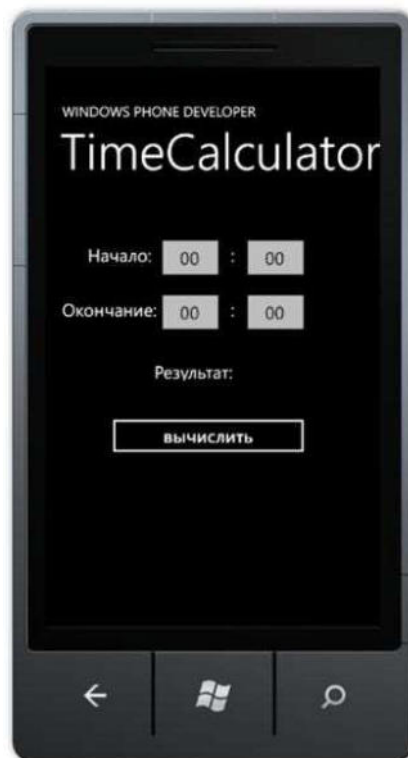 WINDOWS PHONE DEVELOPER
TimeCalculator
Начало: 00 : 00
Окончание: 00 : 00
Результат:
вычислить